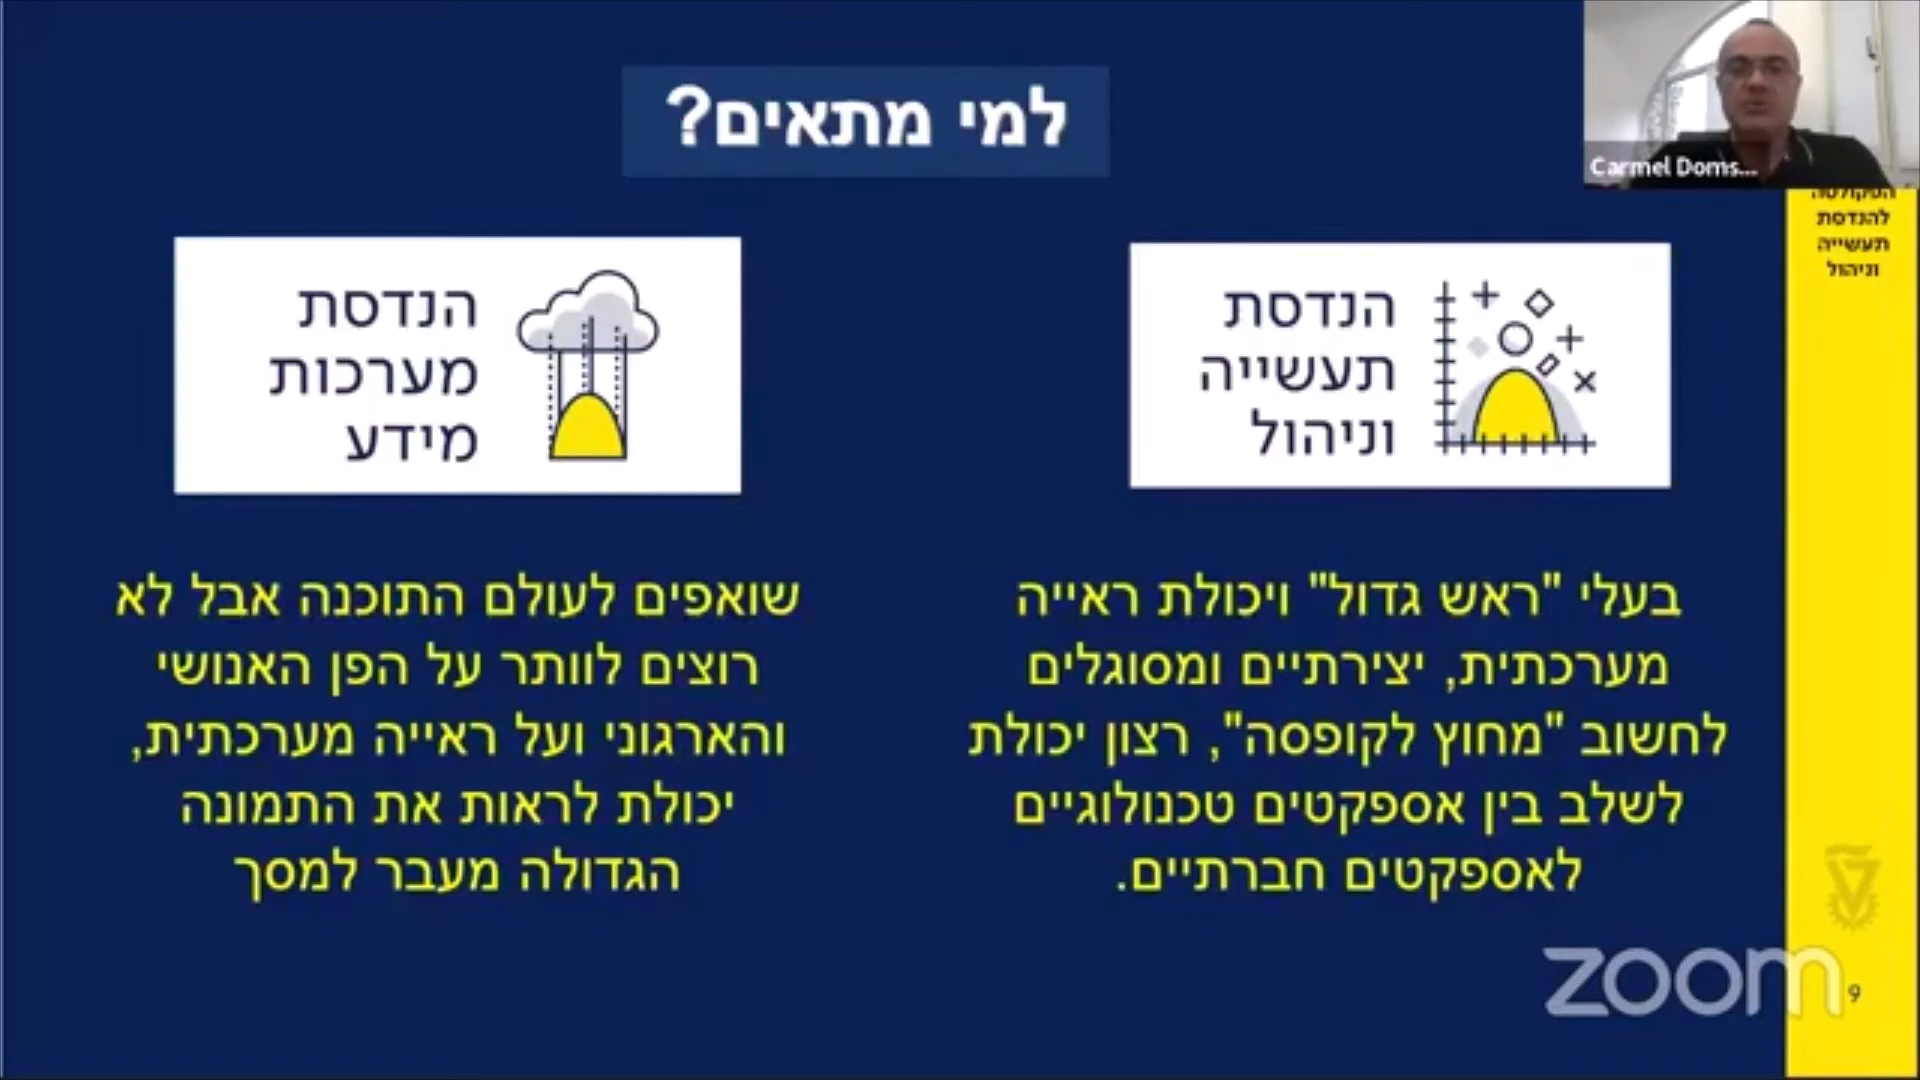 למי מתאים?
Carmel Doms...
הפקולטה
להנדסת
תעשייה
וניהול
הנדסת
תעשייה
וניהול
בעלי "ראש גדול" ויכולת ראייה
מערכתית, יצירתיים ומסוגלים
לחשוב "מחוץ לקופסה", רצון יכולת
לשלב בין אספקטים טכנולוגיים
לאספקטים חברתיים.
הנדסת
מערכות
מידע
שואפים לעולם התוכנה אבל לא
רוצים לוותר על הפן האנושי
והארגוני ועל ראייה מערכתית,
יכולת לראות את התמונה
הגדולה מעבר למסך
zoom
9